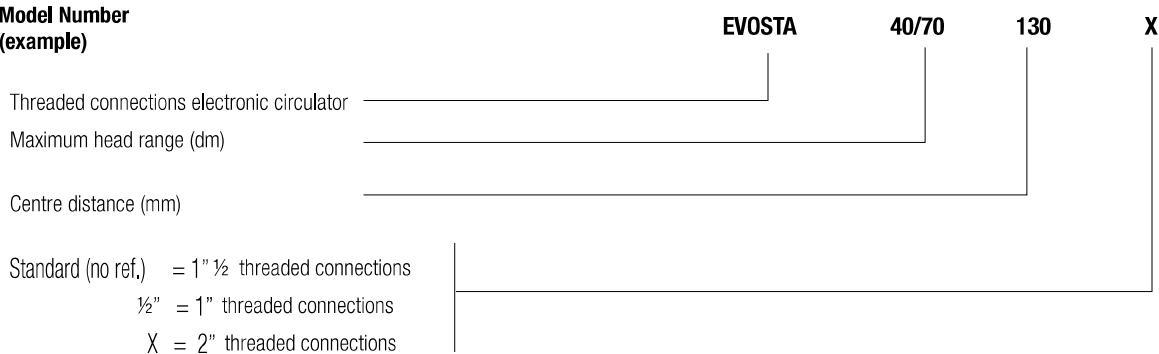 Model Number
(example)
EVOSTA 40/70 130 X
Threaded connections electronic circulator
Maximum head range (dm)
Centre distance (mm)
Standard (no ref.) = 1” ½ threaded connections
½” = 1” threaded connections
X = 2” threaded connections